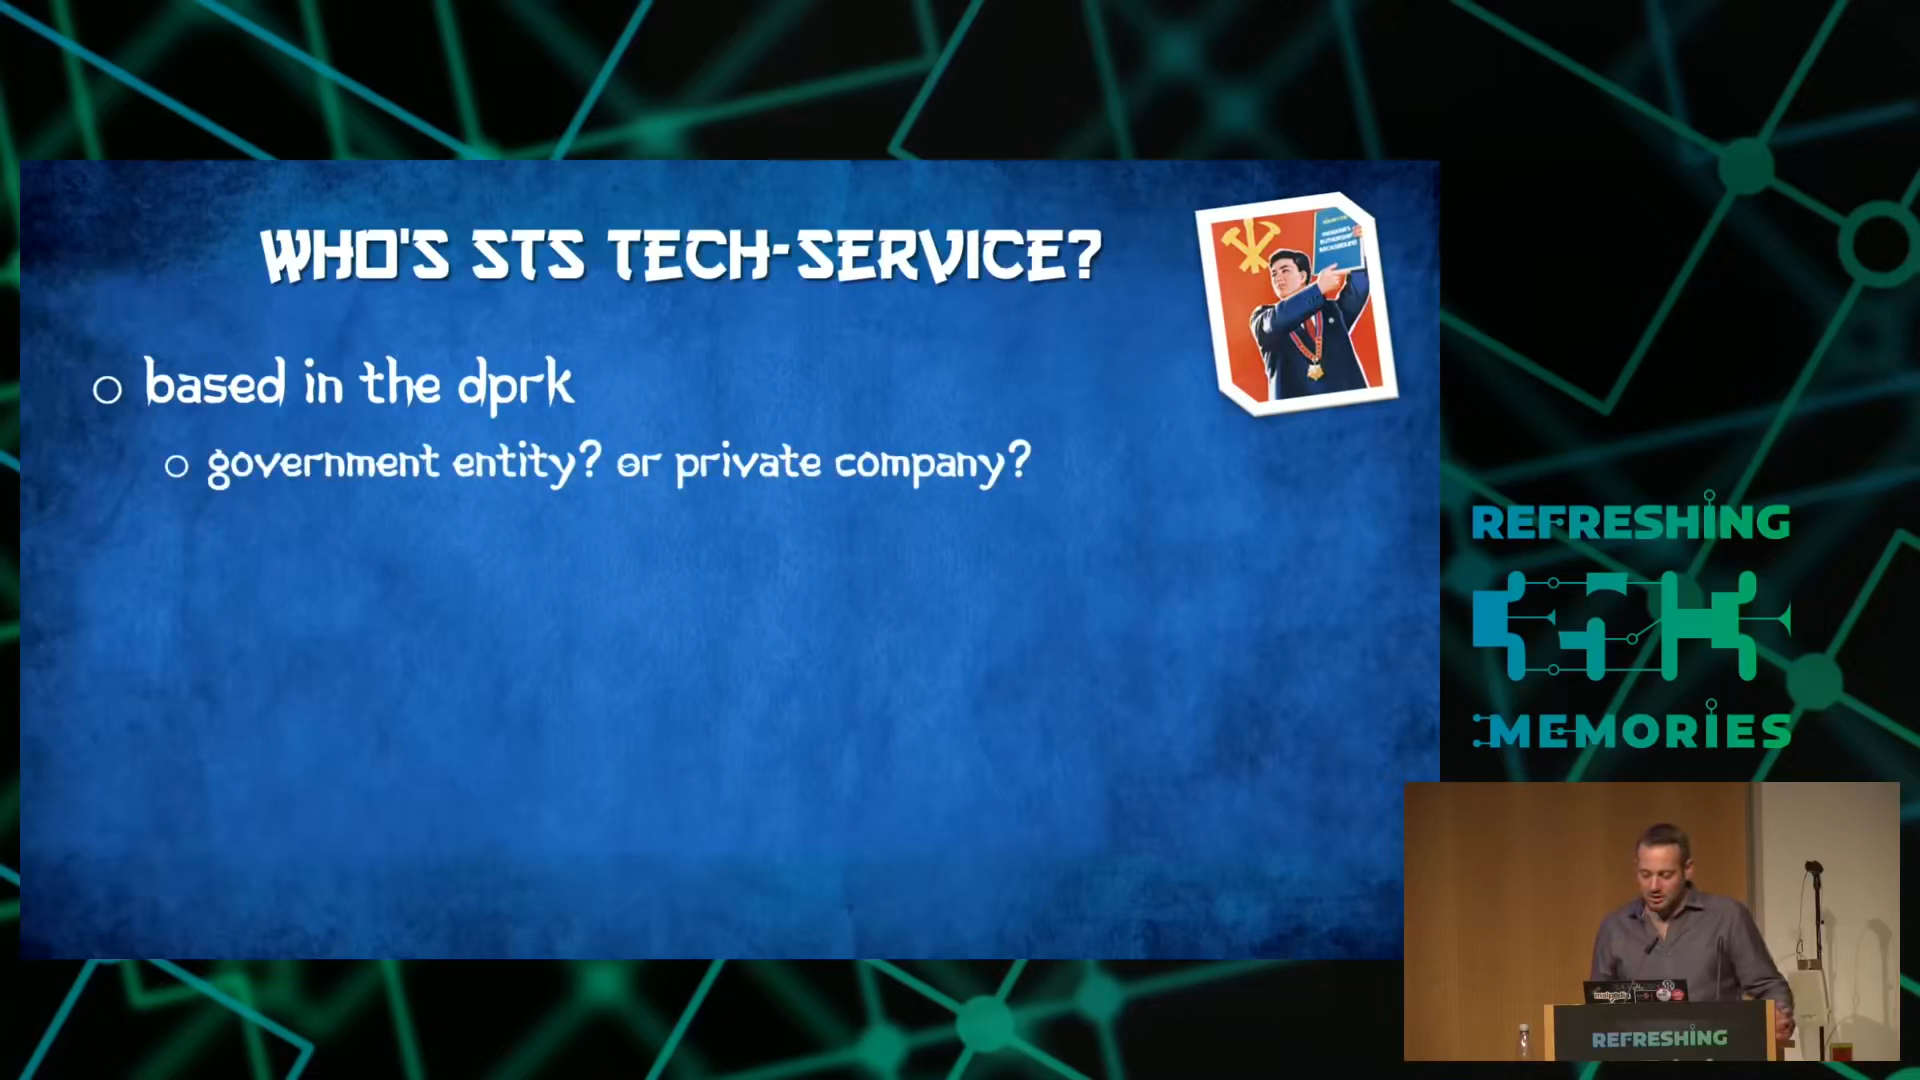 WHO'S STS TECH-SERVICE?
based in the dprk
government entity? or private company?
REFRESHING
MEMORIES
REFRESHING